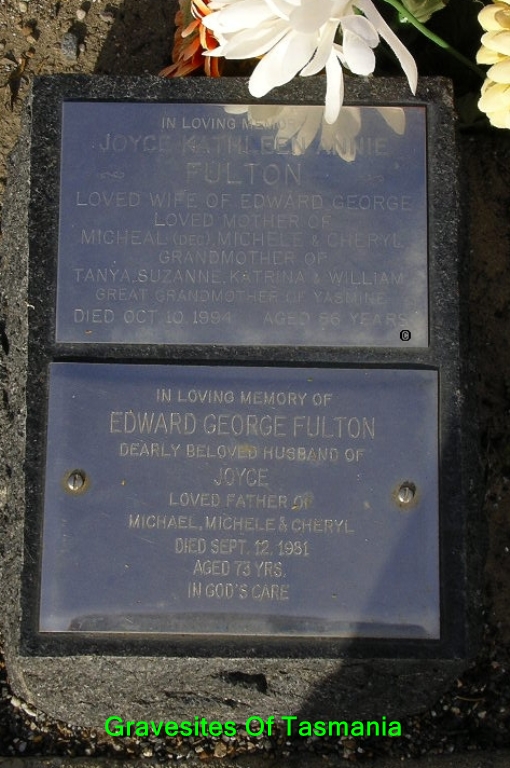 IN LOVING MEMORY
JOYCE KATHLEEN ANNIE
FULTON
LOVED WIFE OF EDWARD GEORGE
LOVED MOTHER OF
MICHEAL (DEC), MICHELE & CHERYL
GRANDMOTHER OF
TANYA, SUZANNE, KATRINA & WILLIAM
GREAT GRANDMOTHER OF YASMINE
DIED OCT. 10. 1994 AGED 86 YEARS
©
IN LOVING MEMORY OF
EDWARD GEORGE FULTON
DEARLY BELOVED HUSBAND OF
JOYCE
LOVED FATHER OF
MICHAEL, MICHELE & CHERYL
DIED SEPT. 12. 1981
AGED 73 YRS.
IN GOD'S CARE
Gravesites Of Tasmania